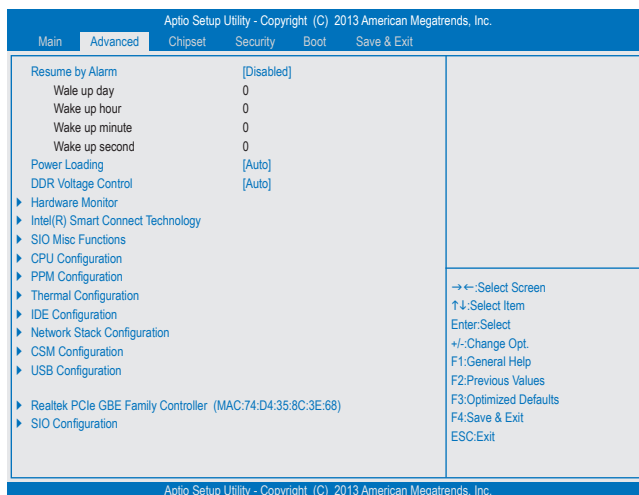 Aptio Setup Utility - Copyright (C) 2013 American Megatrends, Inc.
Main Advanced Chipset Security Boot Save & Exit
Resume by Alarm [Disabled]
Wale up day 0
Wake up hour 0
Wake up minute 0
Wake up second 0
Power Loading [Auto]
DDR Voltage Control [Auto]
Hardware Monitor
Intel(R) Smart Connect Technology
SIO Misc Functions
CPU Configuration
PPM Configuration
Thermal Configuration
IDE Configuration
Network Stack Configuration
CSM Configuration
USB Configuration
Realtek PCIe GBE Family Controller (MAC:74:D4:35:8C:3E:68)
SIO Configuration
→←:Select Screen
↑↓:Select Item
Enter:Select
+/-:Change Opt.
F1:General Help
F2:Previous Values
F3:Optimized Defaults
F4:Save & Exit
ESC:Exit
Aptio Setup Utility - Copyright (C) 2013 American Megatrends, Inc.